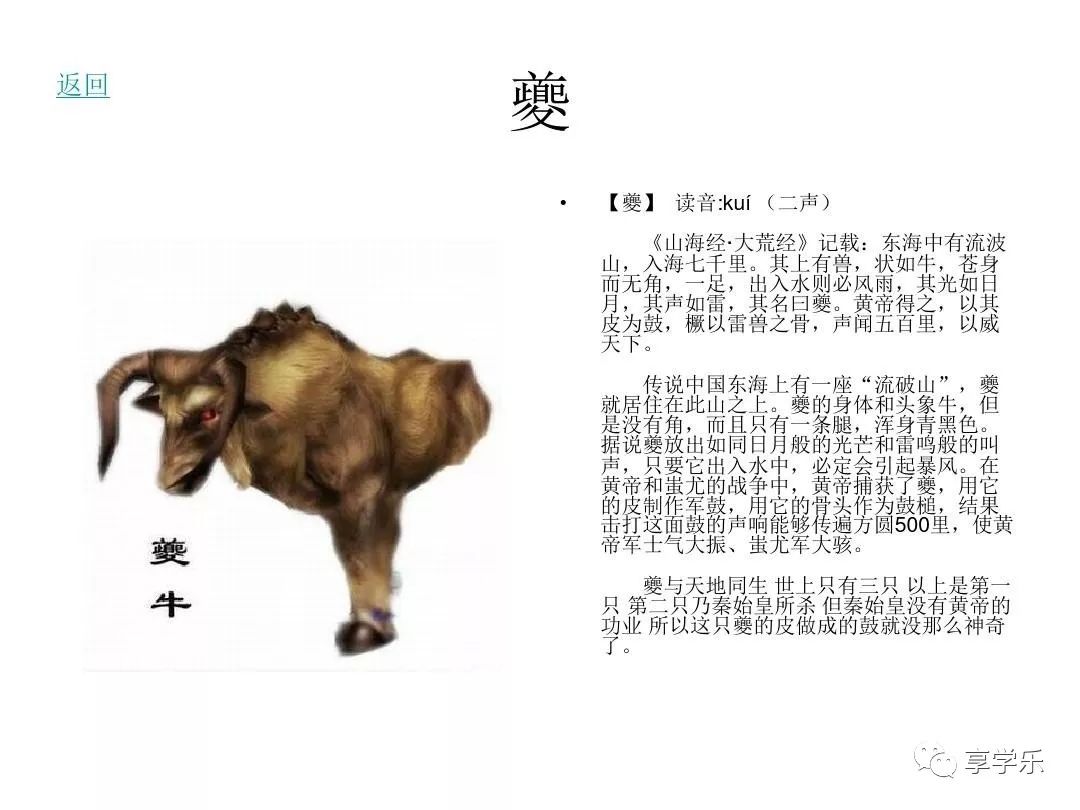 返回
夔
• 【夔】 读音:kuí （二声）
《山海经·大荒经》记载：东海中有流波
山，入海七千里。其上有兽，状如牛，苍身
而无角，一足，出入水则必风雨，其光如日
月，其声如雷，其名曰夔。黄帝得之，以其
皮为鼓，橛以雷兽之骨，声闻五百里，以威
天下。
传说中国东海上有一座“流破山”，夔
就居住在此山之上。夔的身体和头象牛，但
是没有角，而且只有一条腿，浑身青黑色。
据说夔放出如同日月般的光芒和雷鸣般的叫
声，只要它出入水中，必定会引起暴风。在
黄帝和蚩尤的战争中，黄帝捕获了夔，用它
的皮制作军鼓，用它的骨头作为鼓槌，结果
击打这面鼓的声响能够传遍方圆500里，使黄
帝军士气大振、蚩尤军大骇。
夔与天地同生 世上只有三只 以上是第一
只 第二只乃秦始皇所杀 但秦始皇没有黄帝的
功业 所以这只夔的皮做成的鼓就没那么神奇
了。
夔
牛
享学乐